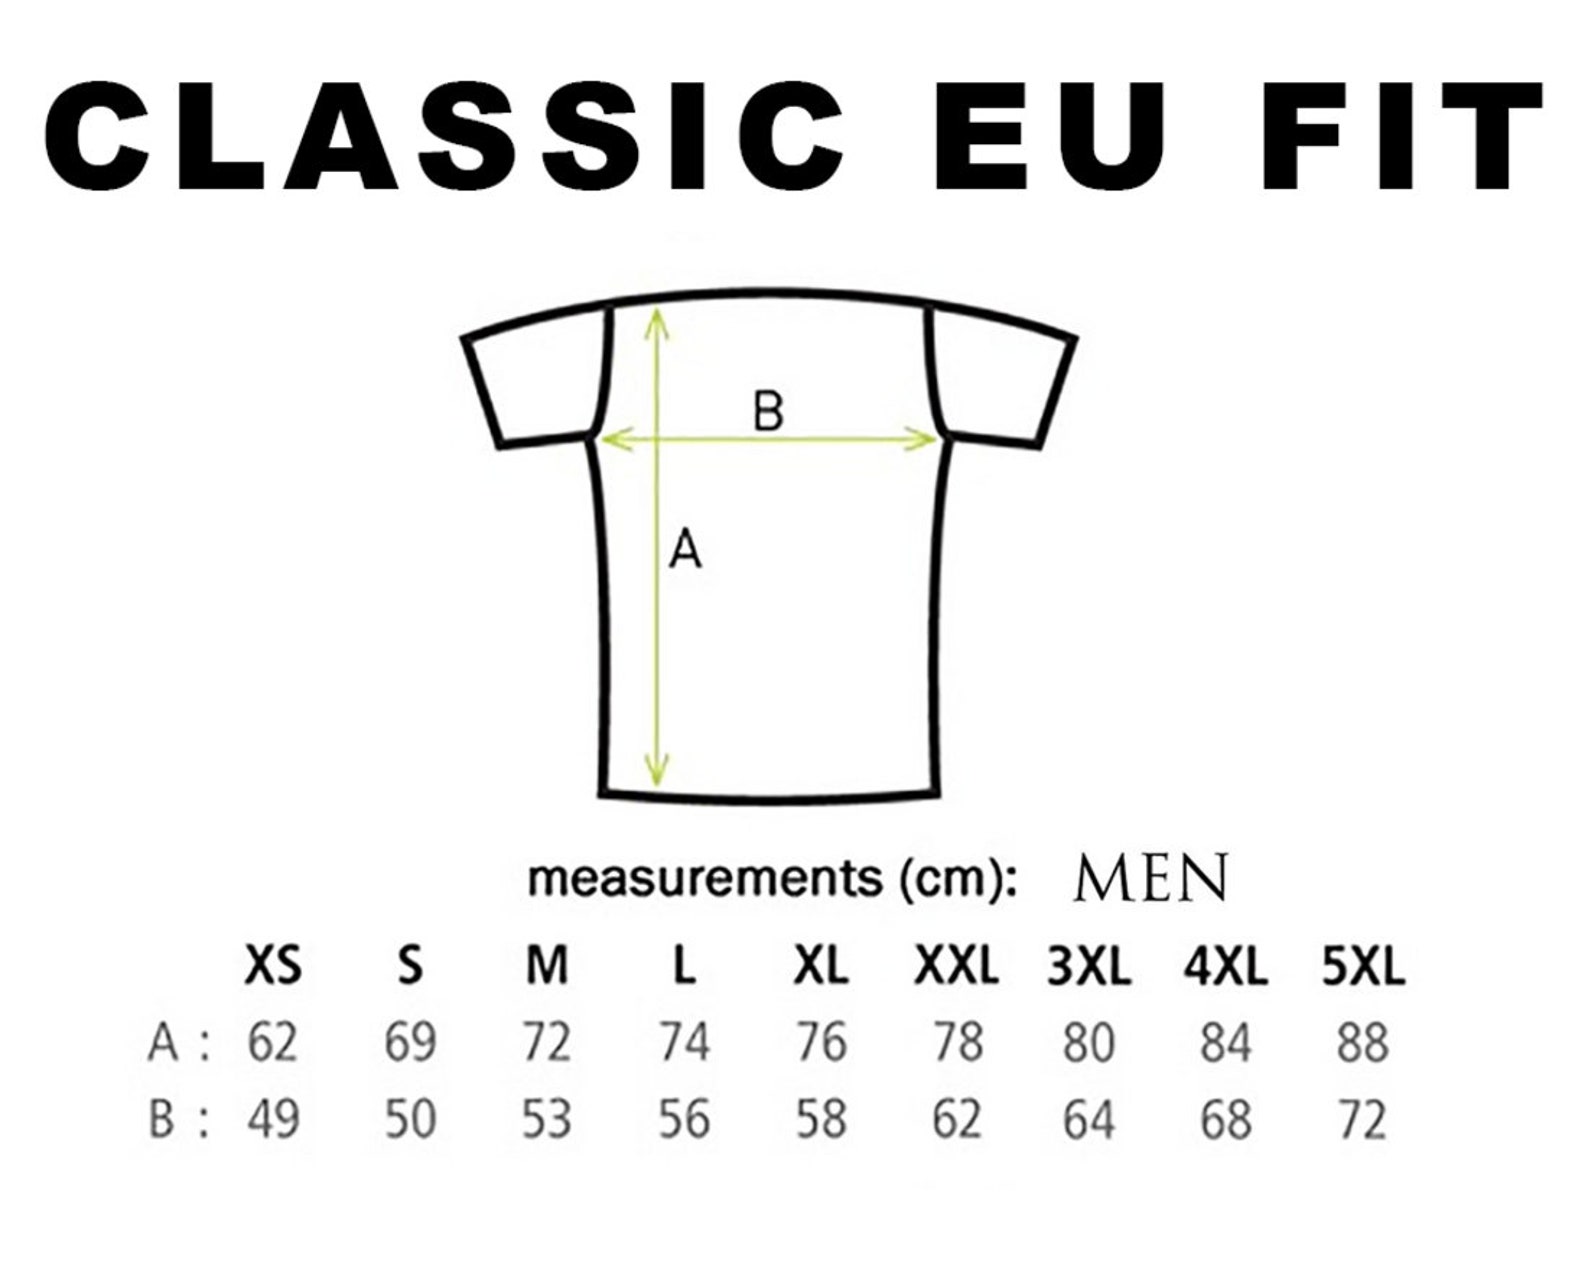 CLASSIC EU FIT
B
A
measurements (cm): MEN
XS S M L XL XXL 3XL 4XL 5XL
A : 62 69 72 74 76 78 80 84 88
B : 49 50 53 56 58 62 64 68 72